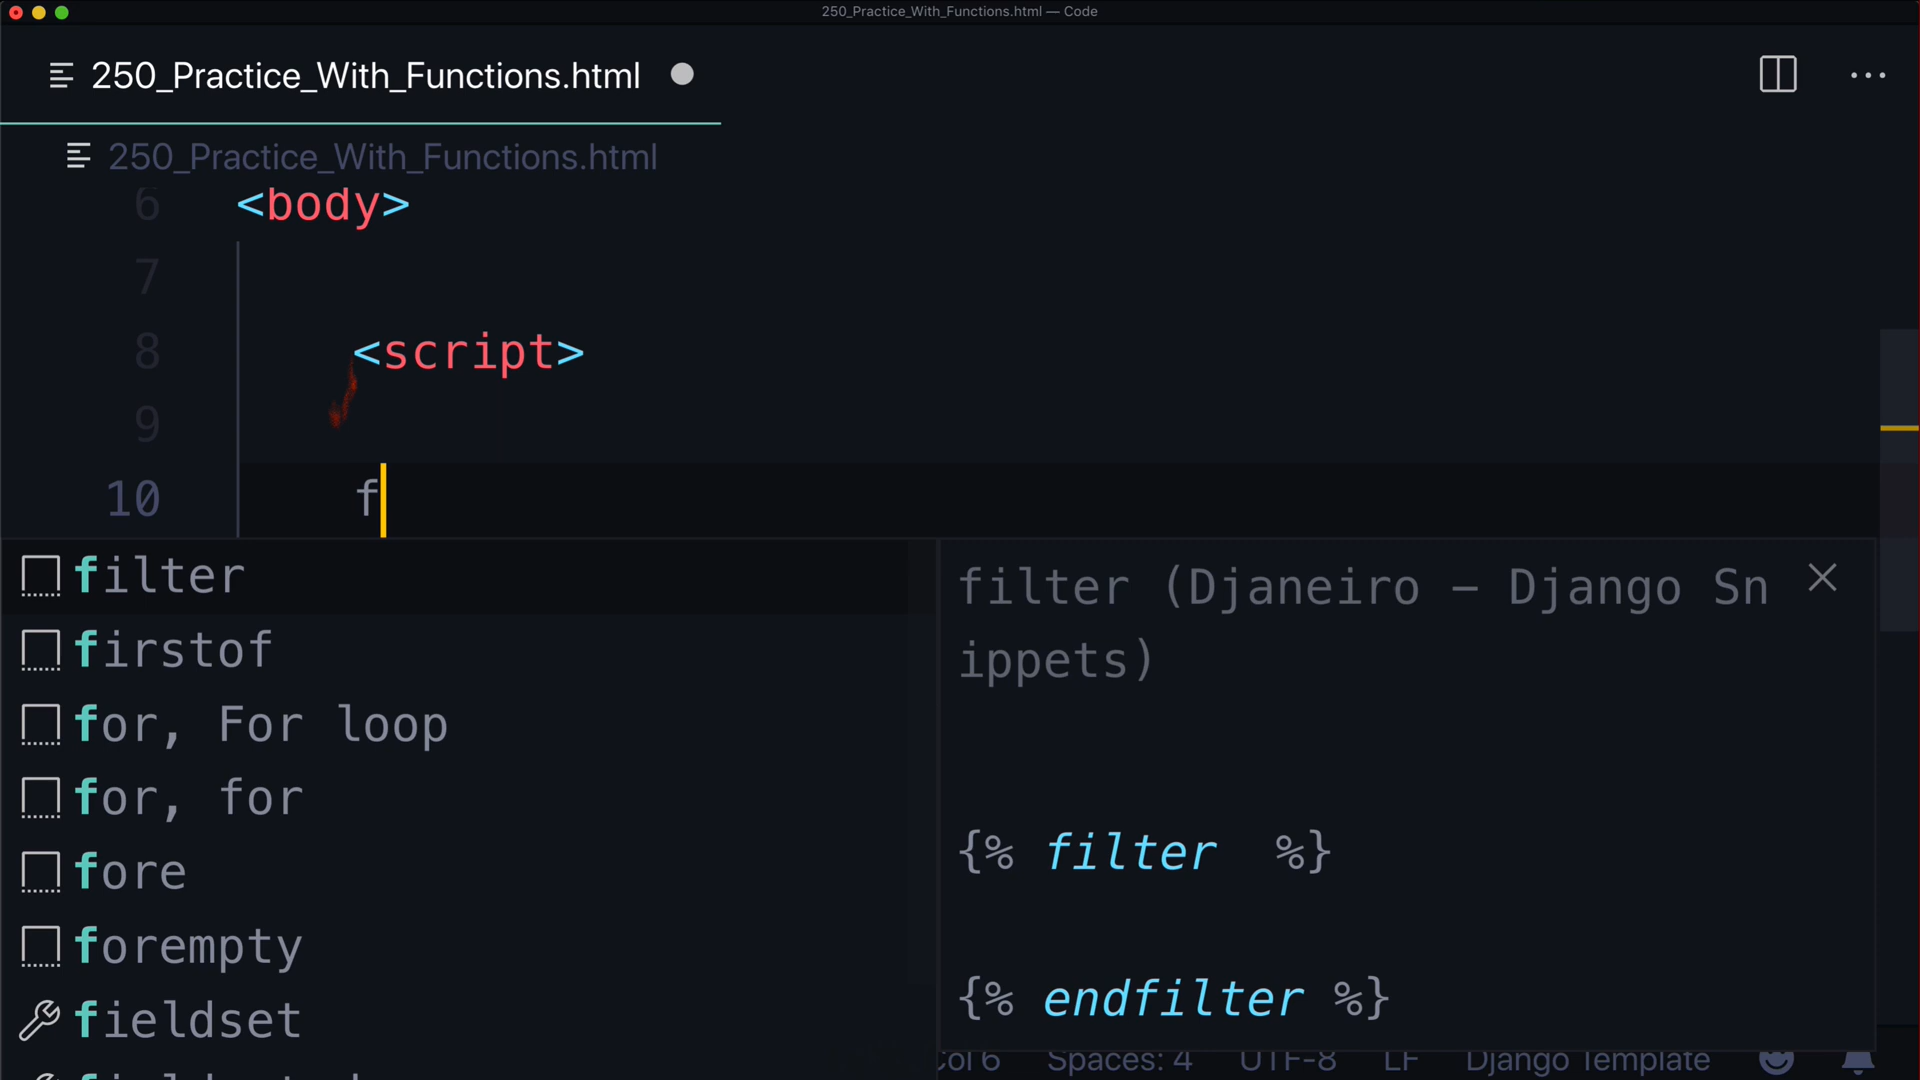 250_Practice_With_Functions.html — Code
250_Practice_With_Functions.html
250_Practice_With_Functions.html
6 <body>
7
8 <script>
9
10 f
filter
firstof
for, For loop
for, for
fore
forempty
fieldset
filter (Djaneiro – Django Sn
ippets)
{% filter %}
{% endfilter %}
Col 6 Spaces: 4 UTF-8 LF Django Template